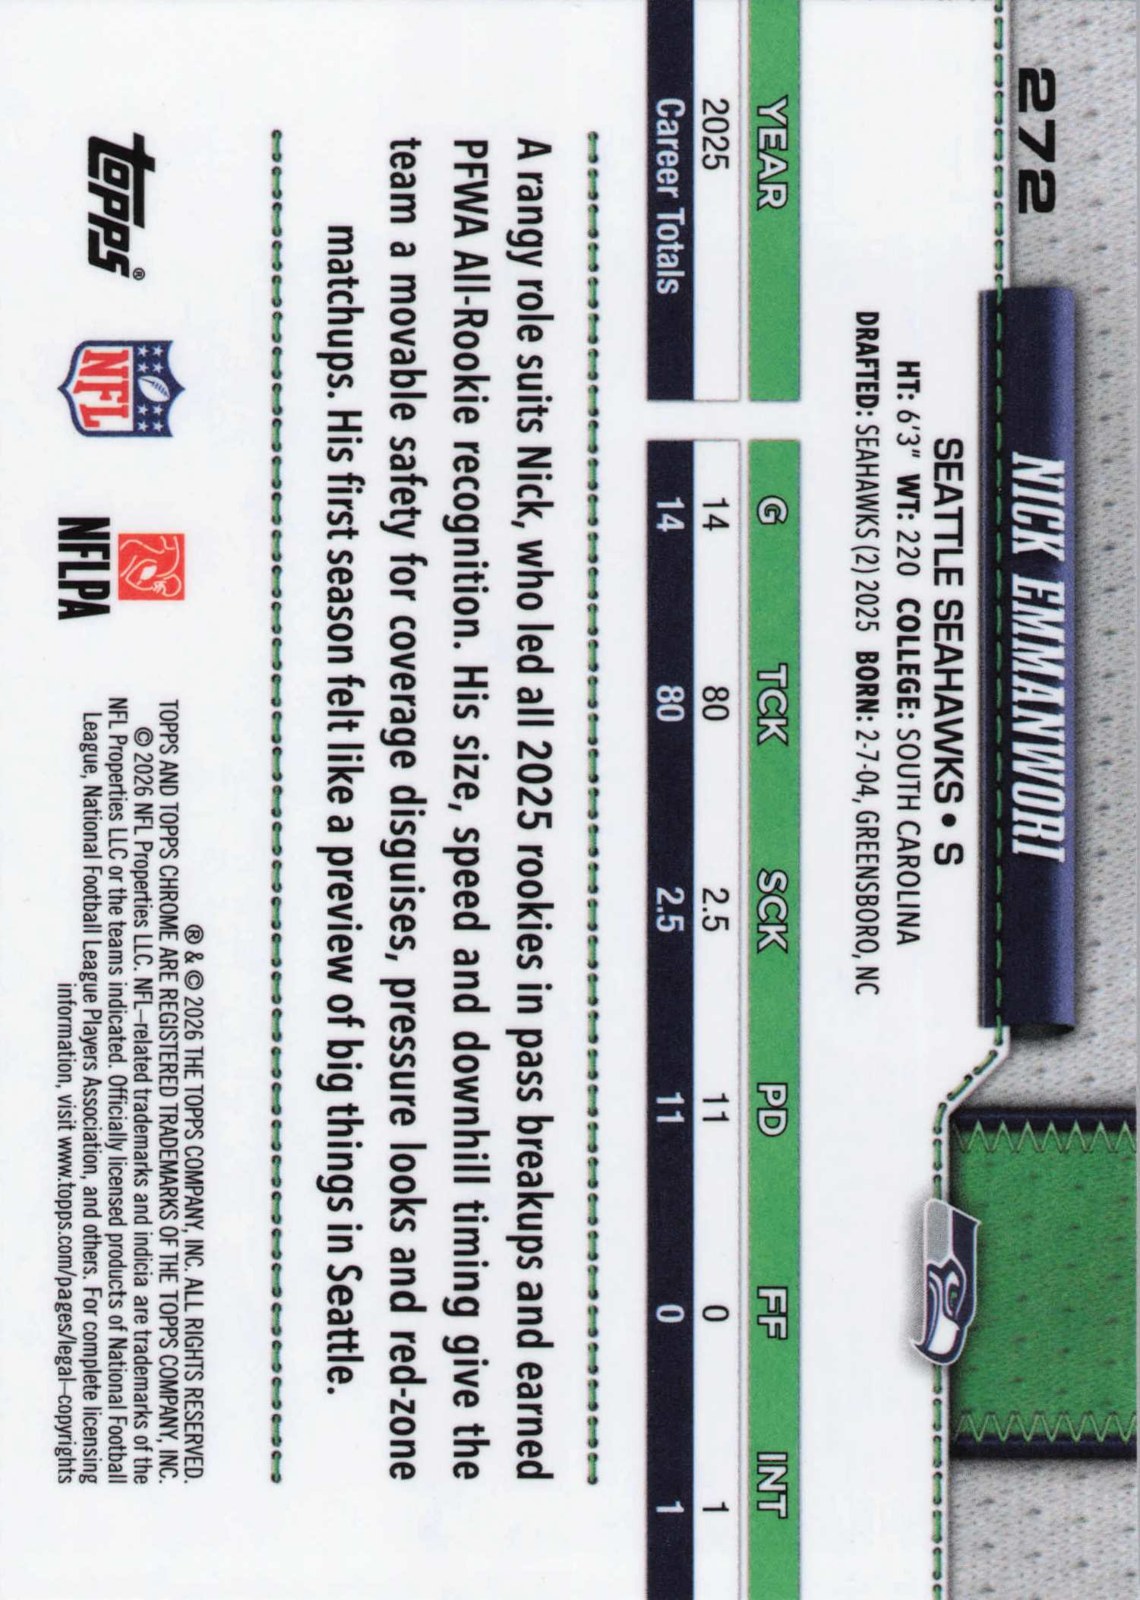 272
NICK EMMANWORI
SEATTLE SEAHAWKS • S
HT: 6'3" WT: 220 COLLEGE: SOUTH CAROLINA
DRAFTED: SEAHAWKS (2) 2025 BORN: 2-7-04, GREENSBORO, NC
YEAR G TCK SCK PD FF INT
2025 14 80 2.5 11 0 1
Career Totals 14 80 2.5 11 0 1
A rangy role suits Nick, who led all 2025 rookies in pass breakups and earned
PFWA All-Rookie recognition. His size, speed and downhill timing give the
team a movable safety for coverage disguises, pressure looks and red-zone
matchups. His first season felt like a preview of big things in Seattle.
topps®
NFL
NFLPA
® & © 2026 THE TOPPS COMPANY, INC. ALL RIGHTS RESERVED.
TOPPS AND TOPPS CHROME ARE REGISTERED TRADEMARKS OF THE TOPPS COMPANY, INC.
© 2026 NFL Properties LLC. NFL–related trademarks and indicia are trademarks of the
NFL Properties LLC or the teams indicated. Officially licensed products of National Football
League, National Football League Players Association, and others. For complete licensing
information, visit www.topps.com/pages/legal–copyrights